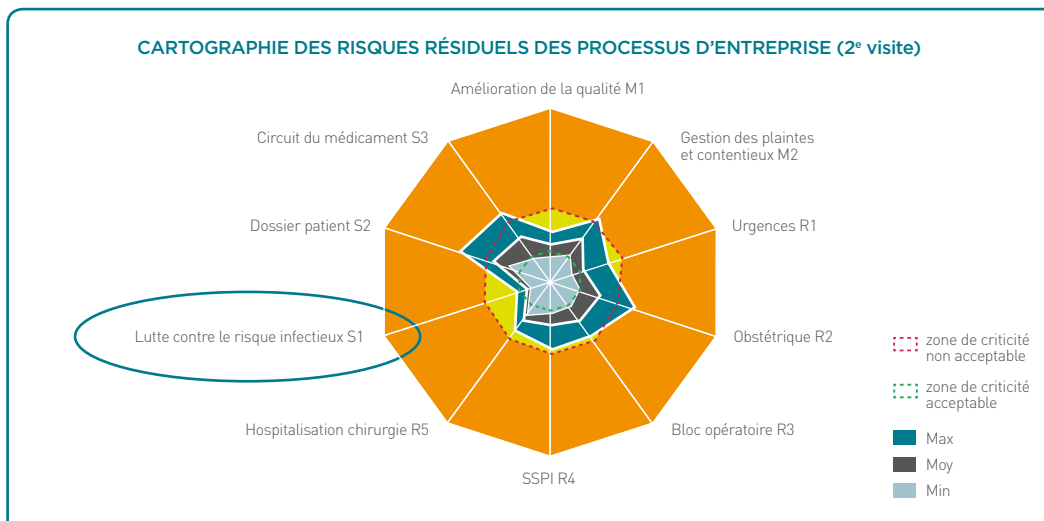 CARTOGRAPHIE DES RISQUES RÉSIDUELS DES PROCESSUS D’ENTREPRISE (2e visite)
Amélioration de la qualité M1
Circuit du médicament S3
Gestion des plaintes
et contentieux M2
Dossier patient S2
Urgences R1
Lutte contre le risque infectieux S1
Obstétrique R2
Hospitalisation chirurgie R5
Bloc opératoire R3
SSPI R4
zone de criticité
non acceptable
zone de criticité
acceptable
Max
Moy
Min